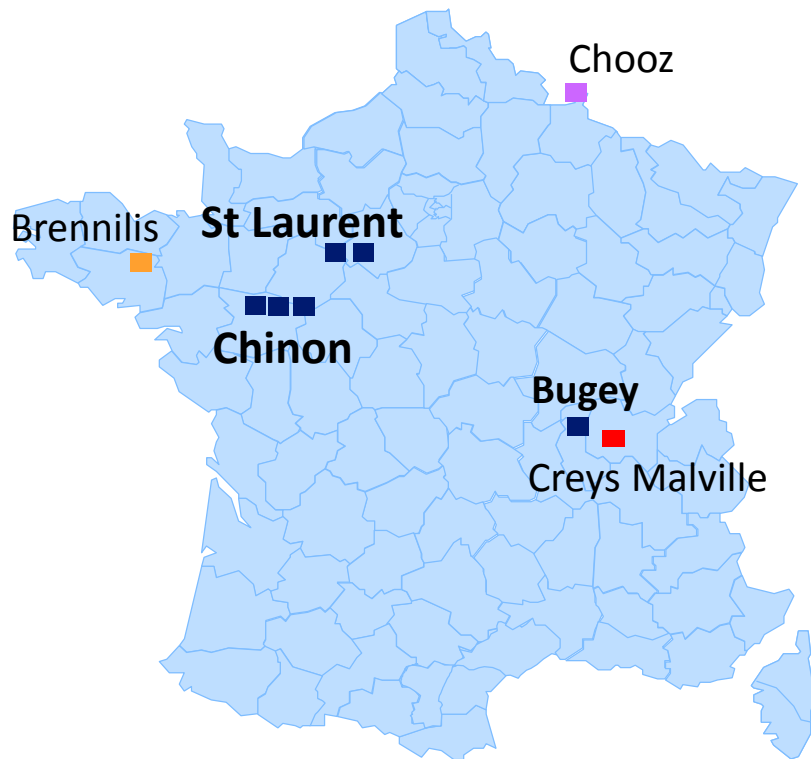 Chooz
Brennilis
St Laurent
Chinon
Bugey
Creys Malville